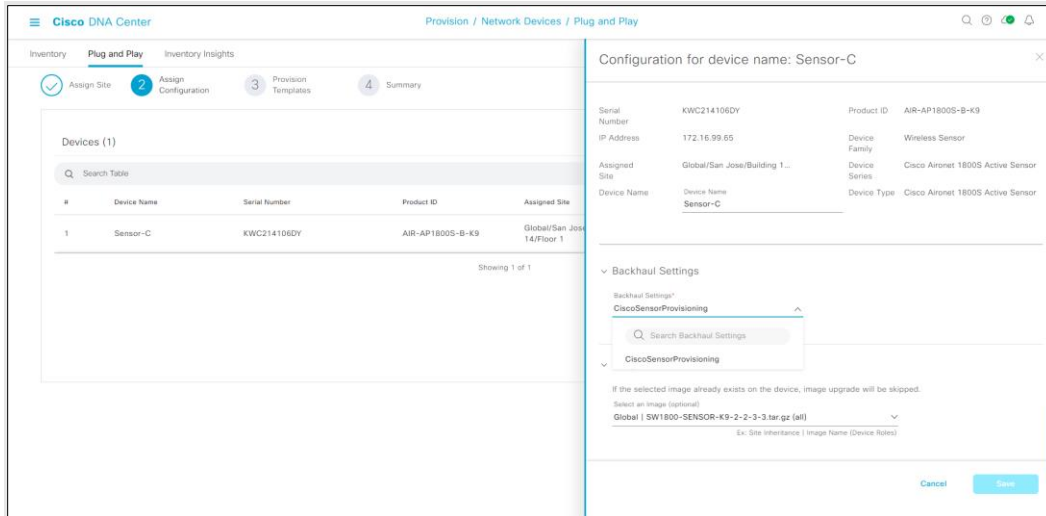 Cisco DNA Center
Provision / Network Devices / Plug and Play
Inventory Plug and Play Inventory Insights
Assign Site
2 Assign Configuration
3 Provision Templates
4 Summary
Devices (1)
Search Table
# Device Name Serial Number Product ID Assigned Site
1 Sensor-C KWC214106DY AIR-AP1800S-B-K9 Global/San Jose
14/Floor 1
Showing 1 of 1
Configuration for device name: Sensor-C
Serial Number KWC214106DY Product ID AIR-AP1800S-B-K9
IP Address 172.16.99.65 Device Family Wireless Sensor
Assigned Site Global/San Jose/Building 1... Device Series Cisco Aironet 1800S Active Sensor
Device Name Device Name Sensor-C Device Type Cisco Aironet 1800S Active Sensor
Backhaul Settings
Backhaul Settings*
CiscoSensorProvisioning
Search Backhaul Settings
CiscoSensorProvisioning
If the selected image already exists on the device, image upgrade will be skipped.
Select an Image (optional)
Global | SW1800-SENSOR-K9-2-2-3-3.tar.gz (all)
Ex: Site Inheritance | Image Name (Device Roles)
Cancel Save